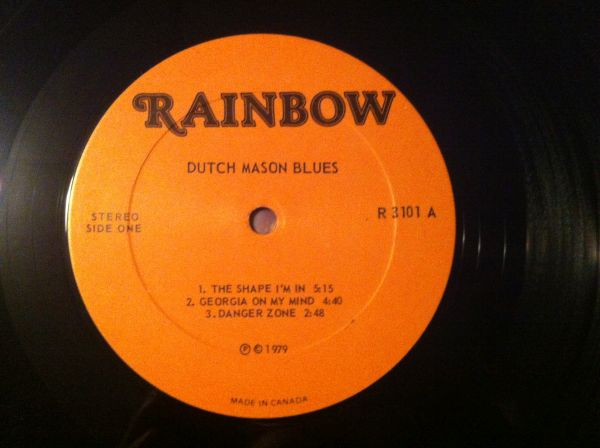 RAINBOW
DUTCH MASON BLUES
STEREO
SIDE ONE
R 3101 A
1. THE SHAPE I'M IN 5:15
2. GEORGIA ON MY MIND 4:40
3. DANGER ZONE 2:48
℗ © 1979
MADE IN CANADA